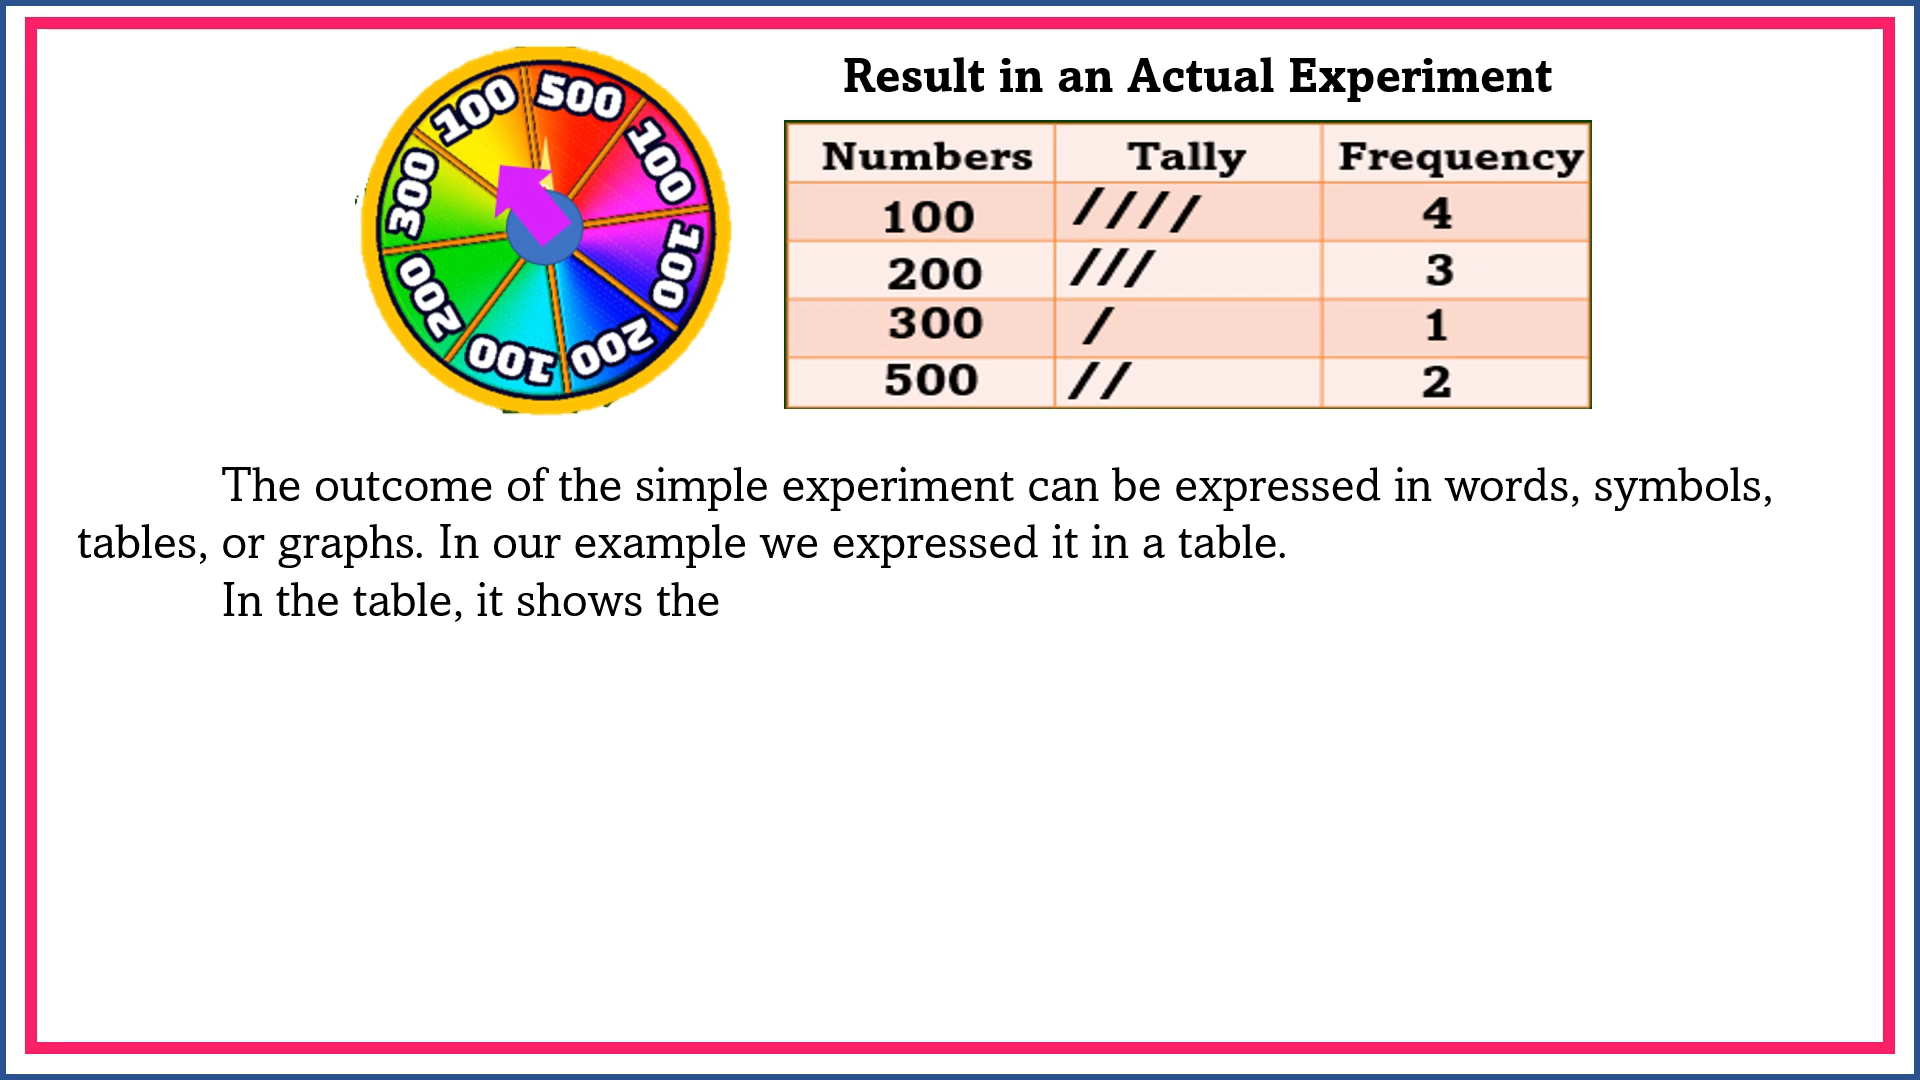 100
500
100
100
200
100
200
300
Result in an Actual Experiment
Numbers Tally Frequency
100 //// 4
200 /// 3
300 / 1
500 // 2
The outcome of the simple experiment can be expressed in words, symbols,
tables, or graphs. In our example we expressed it in a table.
In the table, it shows the